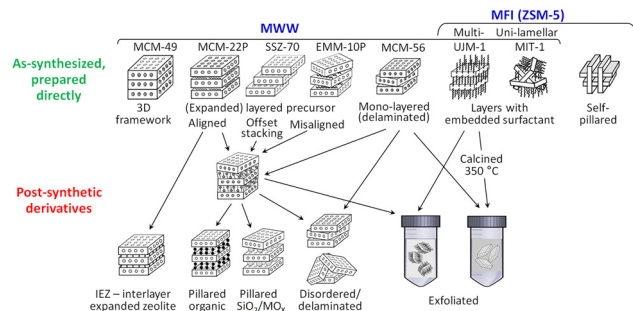 MFI (ZSM-5)
MWW
Multi-
Uni-lamellar
MCM-49
MCM-22P
SSZ-70
EMM-10P
MCM-56
UJM-1
MIT-1
As-synthesized,
prepared
directly
3D
framework
(Expanded) layered precursor
Aligned
Offset
stacking
Misaligned
Mono-layered
(delaminated)
Layers with
embedded surfactant
Self-
pillared
Calcined
350 °C
Post-synthetic
derivatives
IEZ – interlayer
expanded zeolite
Pillared
organic
Pillared
SiO2/MOx
Disordered/
delaminated
Exfoliated